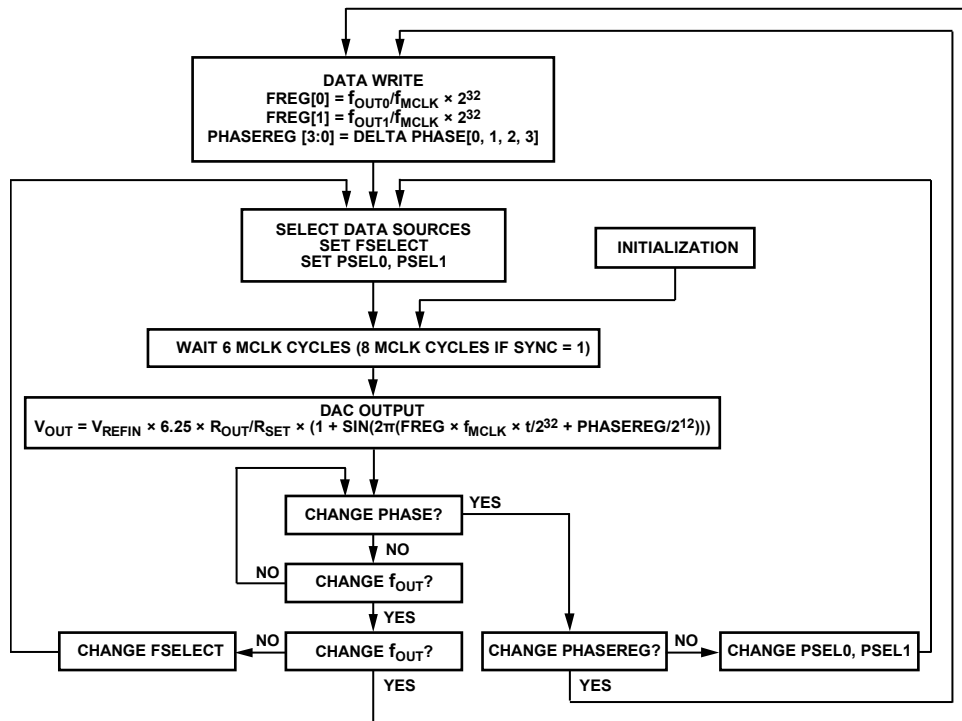 DATA WRITE
FREG[0] = fOUT0/fMCLK × 2^32
FREG[1] = fOUT1/fMCLK × 2^32
PHASEREG [3:0] = DELTA PHASE[0, 1, 2, 3]
SELECT DATA SOURCES
SET FSELECT
SET PSEL0, PSEL1
INITIALIZATION
WAIT 6 MCLK CYCLES (8 MCLK CYCLES IF SYNC = 1)
DAC OUTPUT
VOUT = VREFIN × 6.25 × ROUT/RSET × (1 + SIN(2π(FREG × fMCLK × t/2^32 + PHASEREG/2^12)))
CHANGE PHASE?
YES
NO
NO
CHANGE fOUT?
YES
CHANGE FSELECT
NO
CHANGE fOUT?
YES
CHANGE PHASEREG?
NO
CHANGE PSEL0, PSEL1
YES